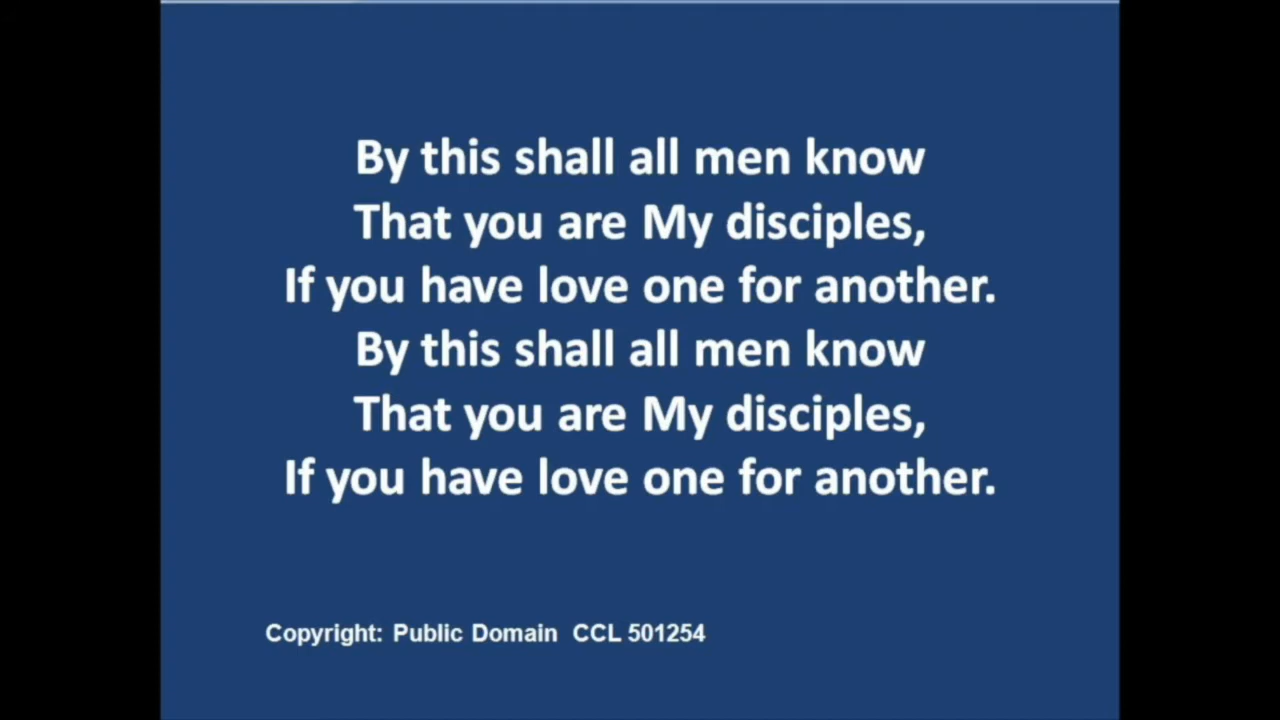 By this shall all men know
That you are My disciples,
If you have love one for another.
By this shall all men know
That you are My disciples,
If you have love one for another.
Copyright: Public Domain CCL 501254